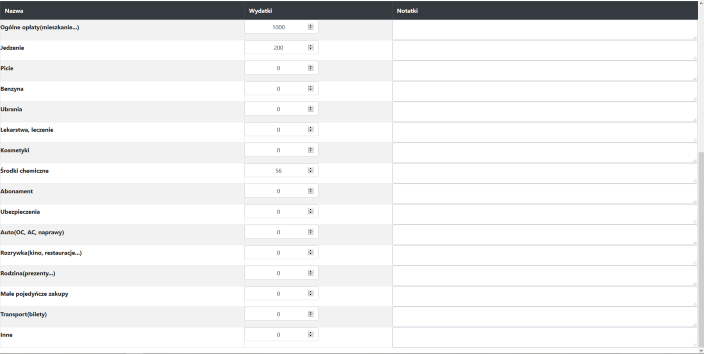 Nazwa Wydatki Notatki
Ogólne opłaty(mieszkanie...) 1000
Jedzenie 200
Picie 0
Benzyna 0
Ubrania 0
Lekarstwa, leczenie 0
Kosmetyki 0
Środki chemiczne 56
Abonament 0
Ubezpieczenia 0
Auto(OC, AC, naprawy) 0
Rozrywka(kino, restauracje...) 0
Rodzina(prezenty...) 0
Małe pojedyńcze zakupy 0
Transport(bilety) 0
Inne 0